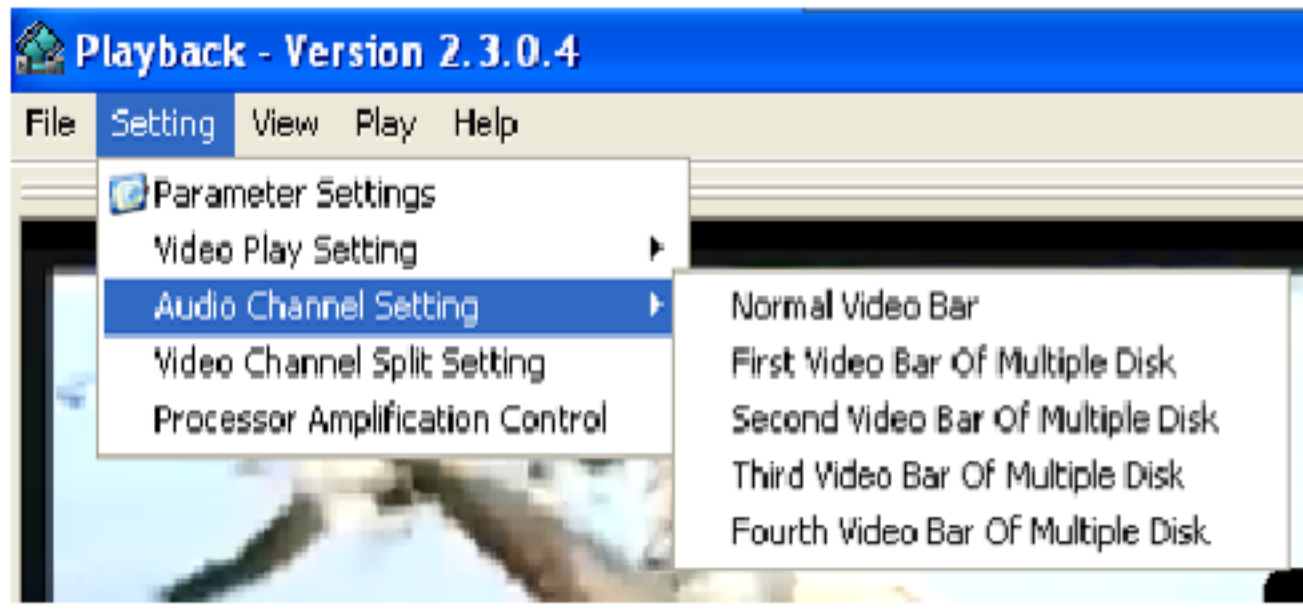 Playback - Version 2.3.0.4
File Setting View Play Help
Parameter Settings
Video Play Setting
Audio Channel Setting
Video Channel Split Setting
Processor Amplification Control
Normal Video Bar
First Video Bar Of Multiple Disk
Second Video Bar Of Multiple Disk
Third Video Bar Of Multiple Disk
Fourth Video Bar Of Multiple Disk